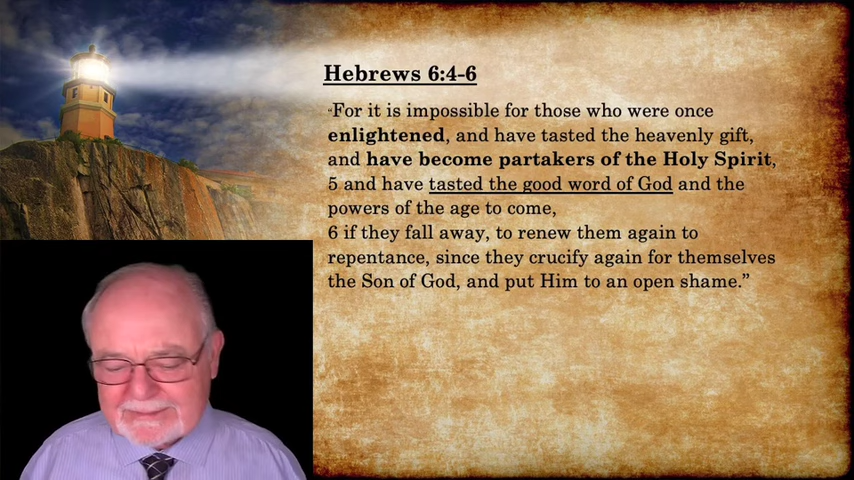 Hebrews 6:4-6
“For it is impossible for those who were once
enlightened, and have tasted the heavenly gift,
and have become partakers of the Holy Spirit,
5 and have tasted the good word of God and the
powers of the age to come,
6 if they fall away, to renew them again to
repentance, since they crucify again for themselves
the Son of God, and put Him to an open shame.”